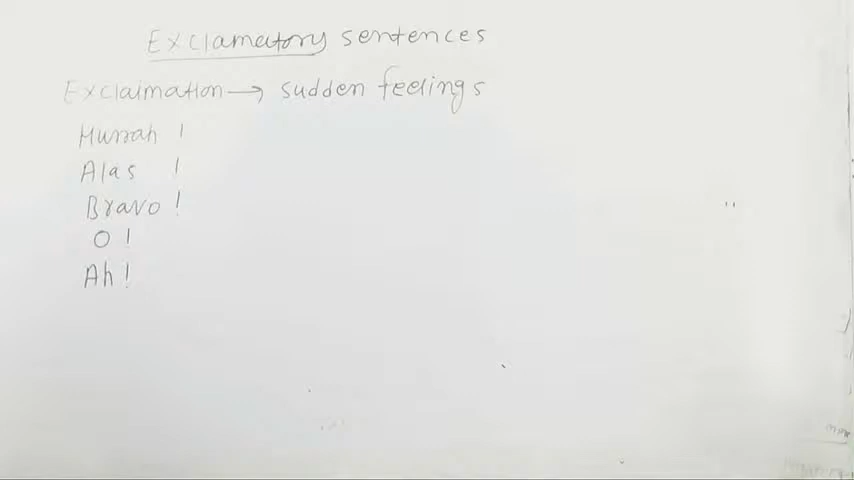 Exclamatory sentences
Exclaimation → sudden feelings
Hurrah !
Alas !
Bravo !
O !
Ah !